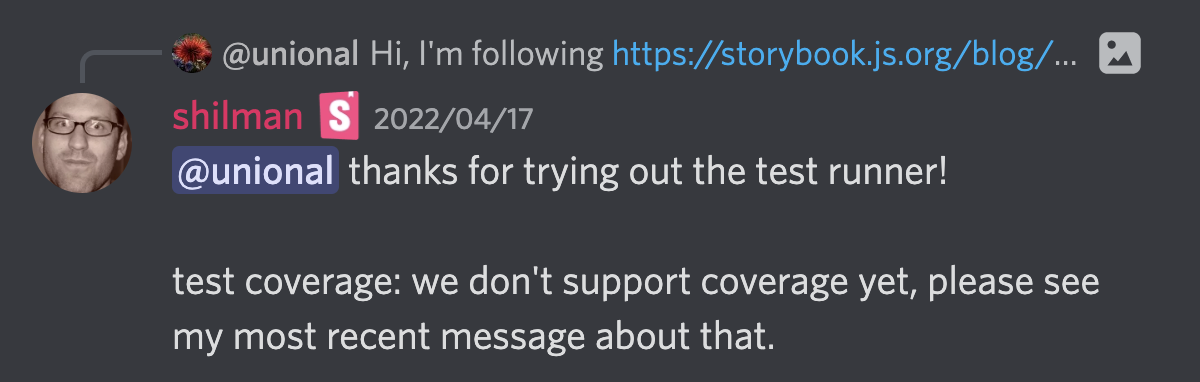 @unional Hi, I'm following https://storybook.js.org/blog/...
shilman S 2022/04/17
@unional thanks for trying out the test runner!
test coverage: we don't support coverage yet, please see
my most recent message about that.